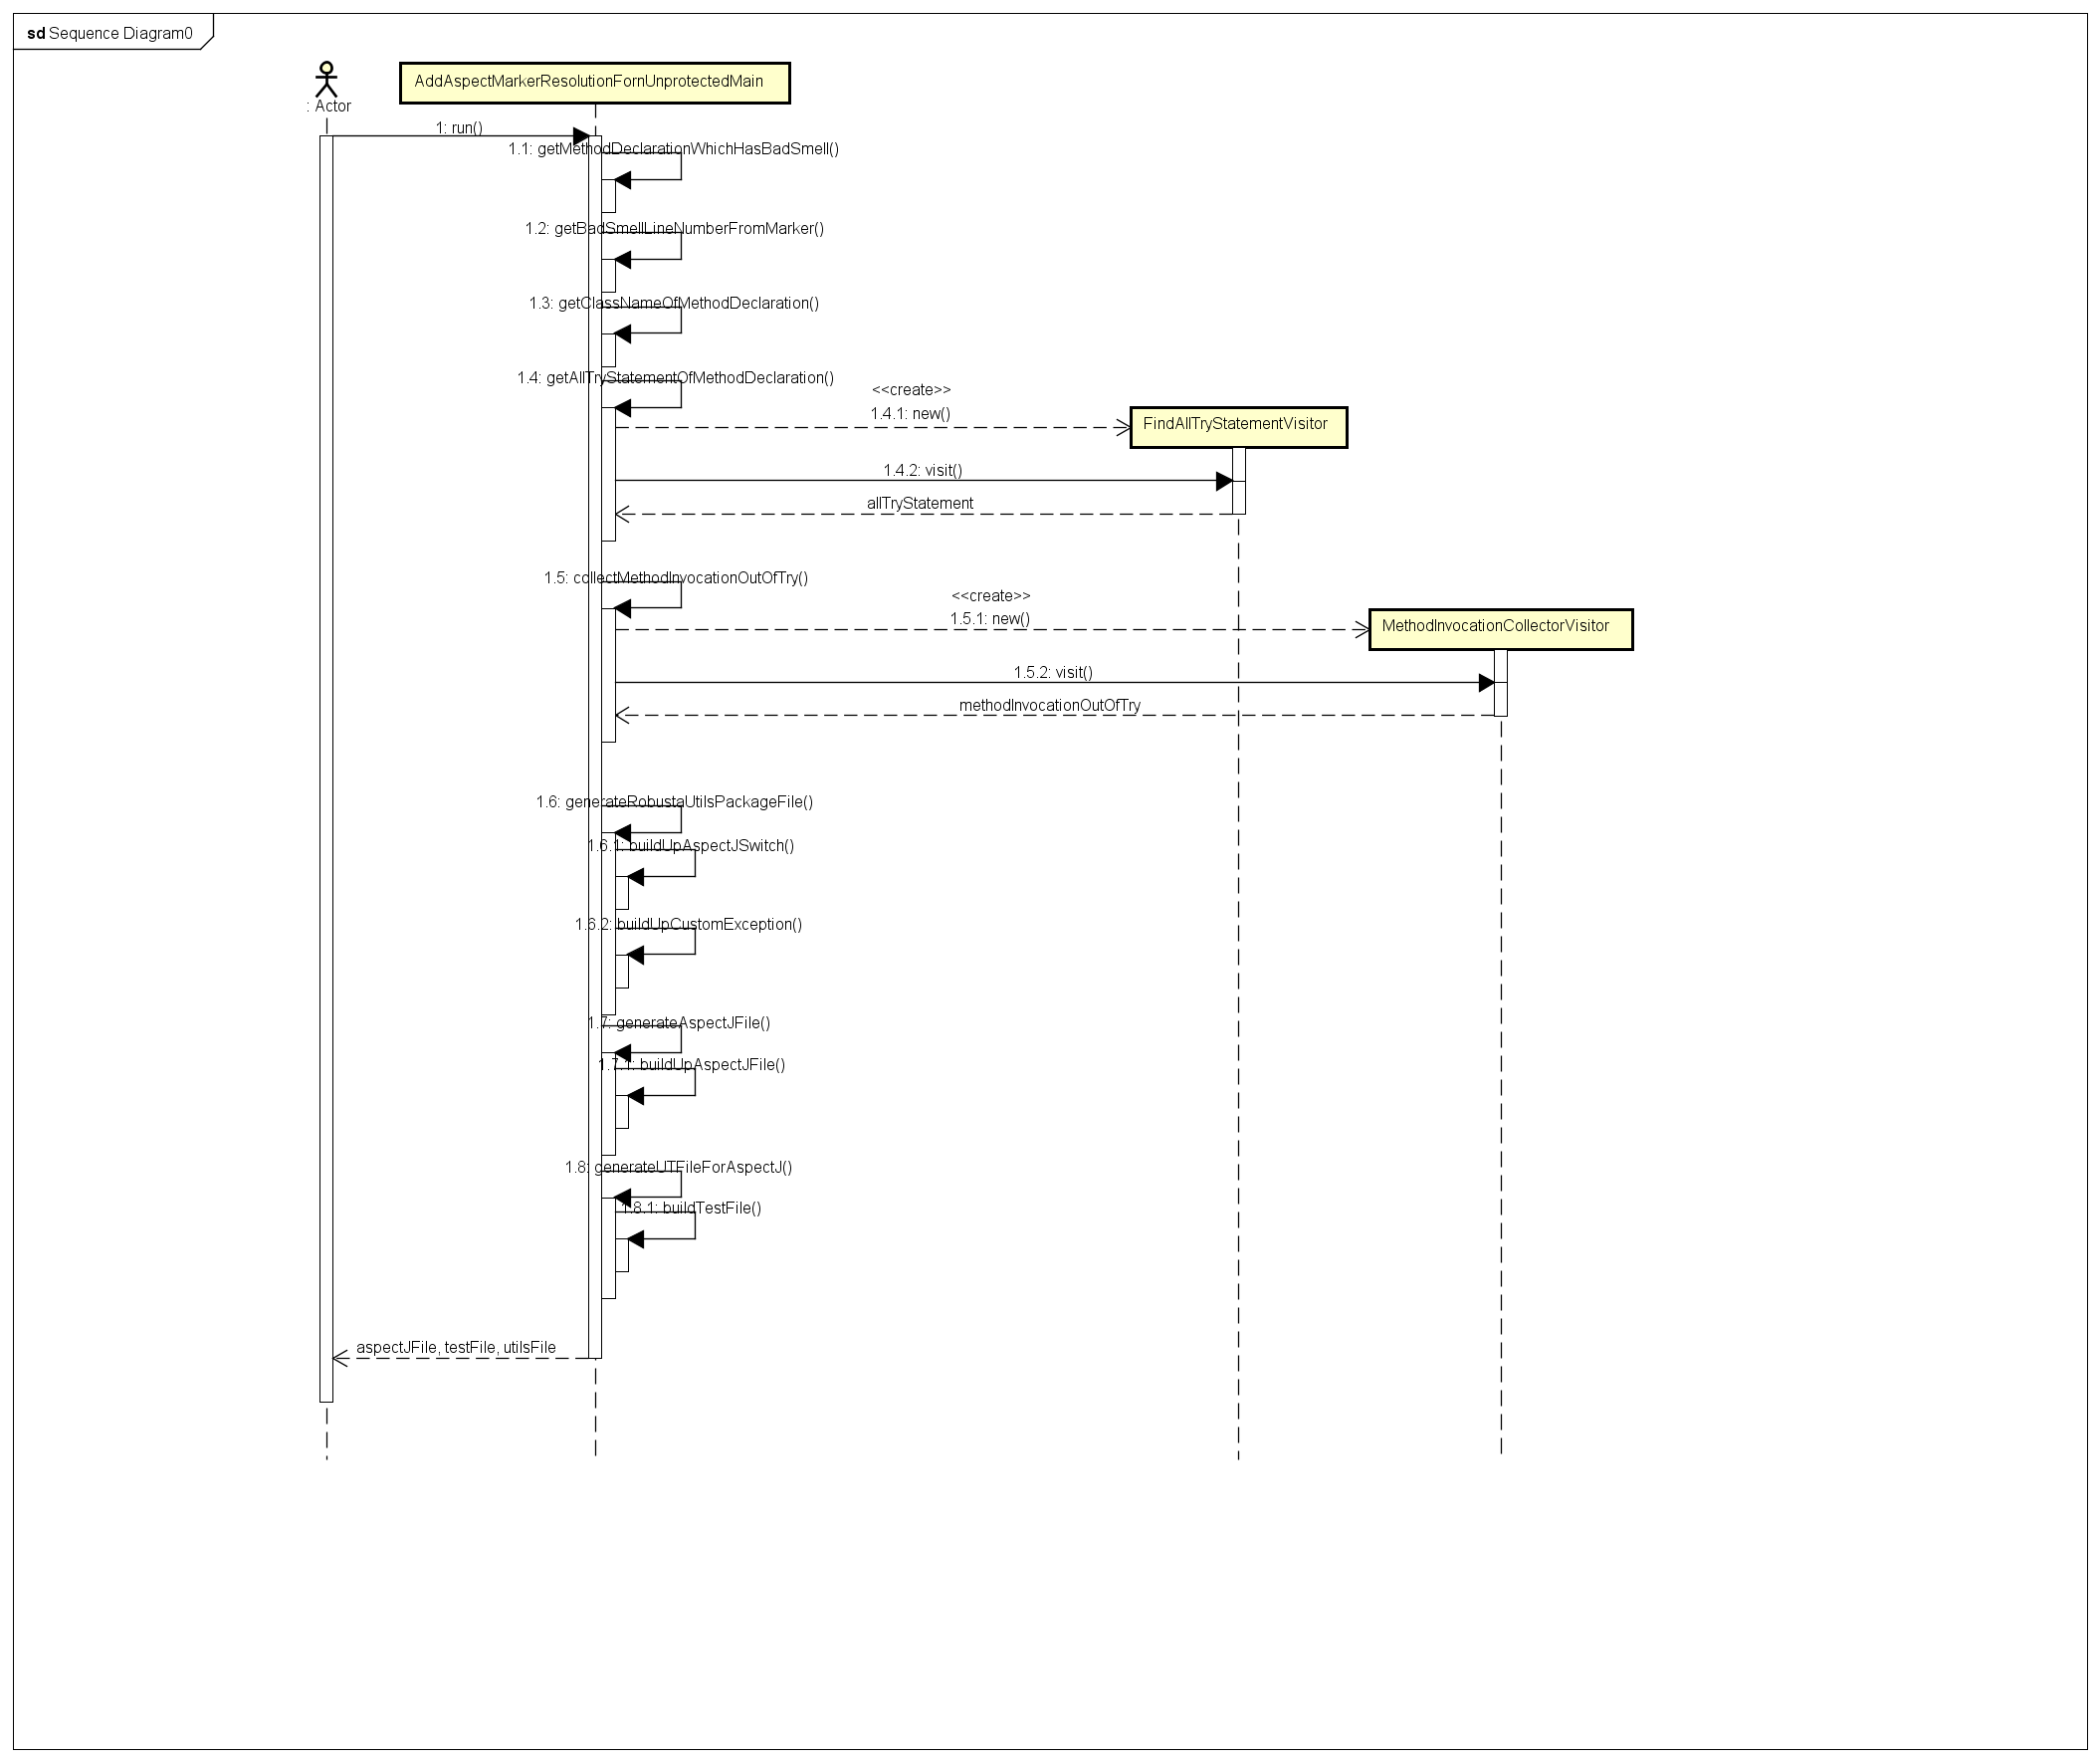 sd Sequence Diagram0
: Actor
AddAspectMarkerResolutionFornUnprotectedMain
1: run()
1.1: getMethodDeclarationWhichHasBadSmell()
1.2: getBadSmellLineNumberFromMarker()
1.3: getClassNameOfMethodDeclaration()
1.4: getAllTryStatementOfMethodDeclaration()
<<create>>
1.4.1: new()
FindAllTryStatementVisitor
1.4.2: visit()
allTryStatement
1.5: collectMethodInvocationOutOfTry()
<<create>>
1.5.1: new()
MethodInvocationCollectorVisitor
1.5.2: visit()
methodInvocationOutOfTry
1.6: generateRobustaUtilsPackageFile()
1.6.1: buildUpAspectJSwitch()
1.6.2: buildUpCustomException()
1.7: generateAspectJFile()
1.7.1: buildUpAspectJFile()
1.8: generateUTFileForAspectJ()
1.8.1: buildTestFile()
aspectJFile, testFile, utilsFile